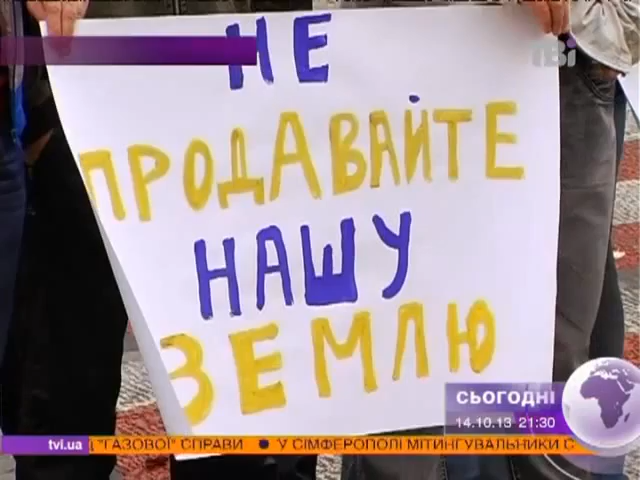 НЕ
ПРОДАВАЙТЕ
НАШУ
ЗЕМЛЮ
tvi
СЬОГОДНІ
14.10.13 21:30
tvi.ua "ГАЗОВОЇ" СПРАВИ ● У СІМФЕРОПОЛІ МІТИНГУВАЛЬНИКИ С